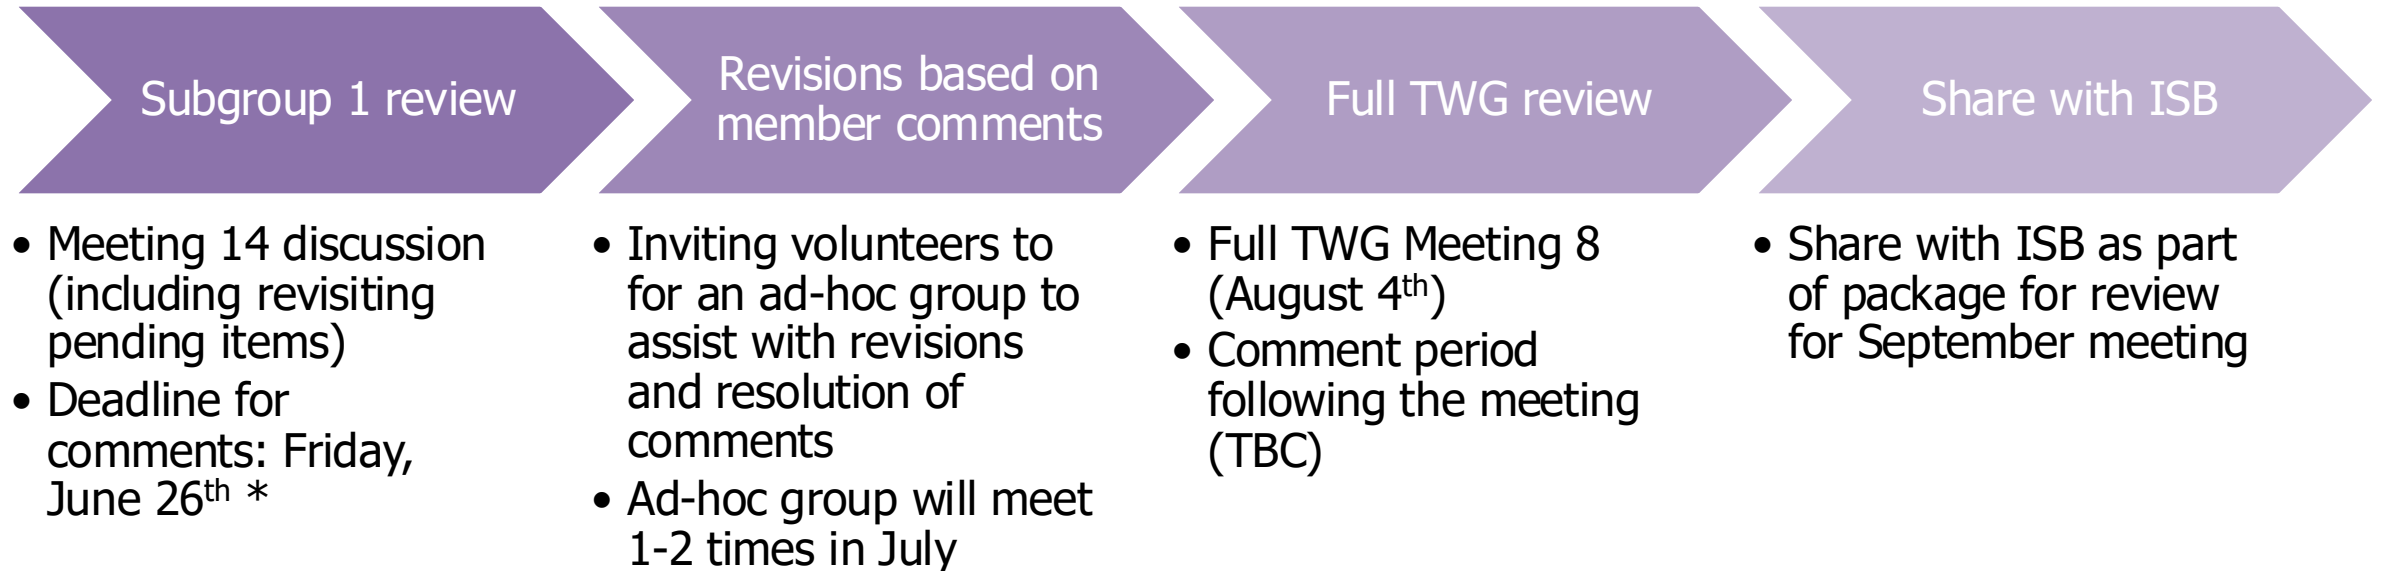 Subgroup 1 review
Revisions based on
member comments
Full TWG review
Share with ISB
• Meeting 14 discussion
(including revisiting
pending items)
• Deadline for
comments: Friday,
June 26th *
• Inviting volunteers to
for an ad-hoc group to
assist with revisions
and resolution of
comments
• Ad-hoc group will meet
1-2 times in July
• Full TWG Meeting 8
(August 4th)
• Comment period
following the meeting
(TBC)
• Share with ISB as part
of package for review
for September meeting